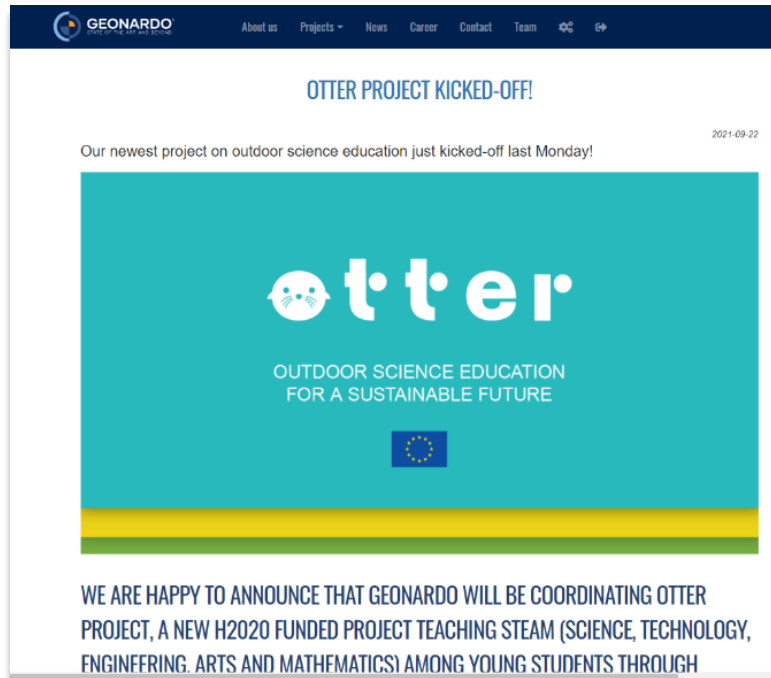 GEONARDO
STATE OF THE ART AND BEYOND
About us Projects News Career Contact Team
OTTER PROJECT KICKED-OFF!
2021-09-22
Our newest project on outdoor science education just kicked-off last Monday!
otter
OUTDOOR SCIENCE EDUCATION
FOR A SUSTAINABLE FUTURE
WE ARE HAPPY TO ANNOUNCE THAT GEONARDO WILL BE COORDINATING OTTER
PROJECT, A NEW H2020 FUNDED PROJECT TEACHING STEAM (SCIENCE, TECHNOLOGY,
ENGINEERING, ARTS AND MATHEMATICS) AMONG YOUNG STUDENTS THROUGH